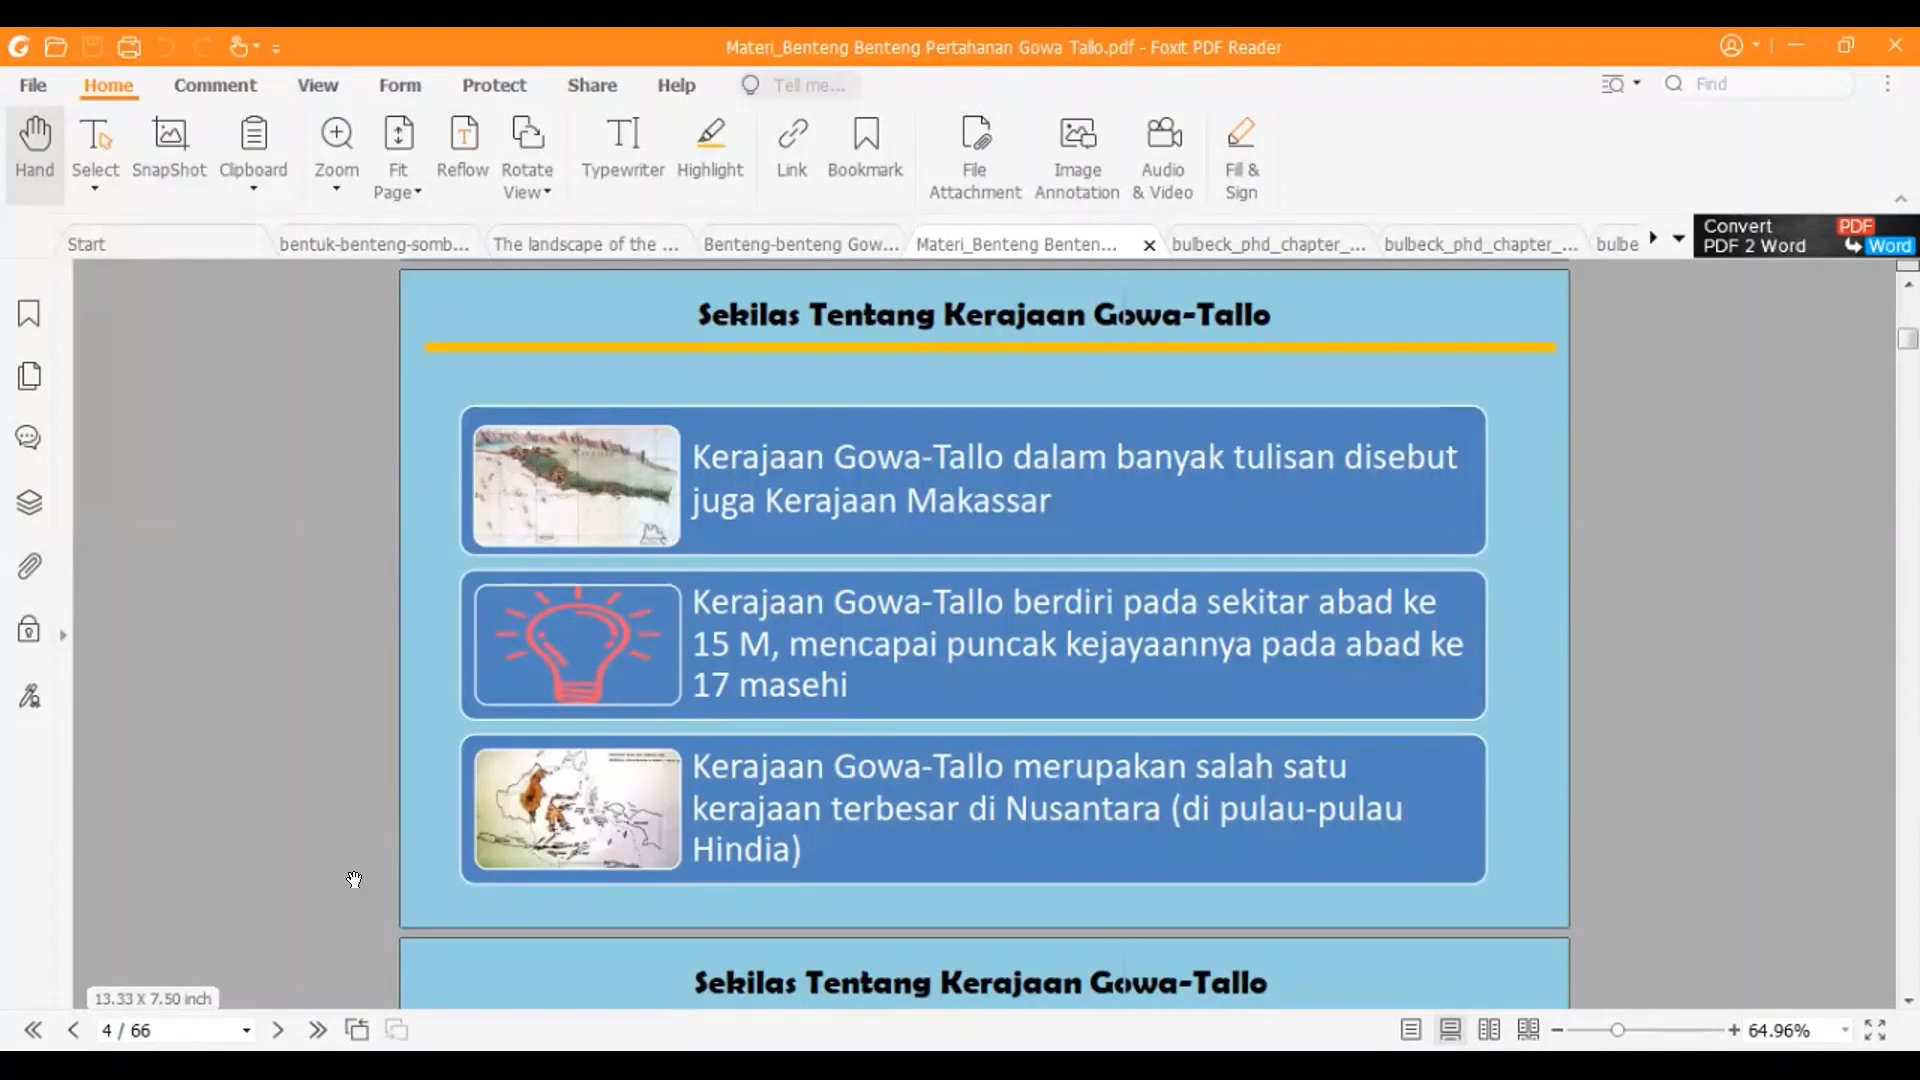 Materi_Benteng Benteng Pertahanan Gowa Tallo.pdf - Foxit PDF Reader
File Home Comment View Form Protect Share Help Tell me... Find
Hand Select SnapShot Clipboard Zoom Fit Page Reflow Rotate View Typewriter Highlight Link Bookmark File Attachment Image Annotation Audio & Video Fill & Sign
Start bentuk-benteng-somb... The landscape of the ... Benteng-benteng Gow... Materi_Benteng Benten... bulbeck_phd_chapter_... bulbeck_phd_chapter_... bulbe
Convert PDF
PDF 2 Word Word
Sekilas Tentang Kerajaan Gowa-Tallo
Kerajaan Gowa-Tallo dalam banyak tulisan disebut
juga Kerajaan Makassar
Kerajaan Gowa-Tallo berdiri pada sekitar abad ke
15 M, mencapai puncak kejayaannya pada abad ke
17 masehi
Kerajaan Gowa-Tallo merupakan salah satu
kerajaan terbesar di Nusantara (di pulau-pulau
Hindia)
Sekilas Tentang Kerajaan Gowa-Tallo
13.33 X 7.50 inch
4 / 66 64.96%